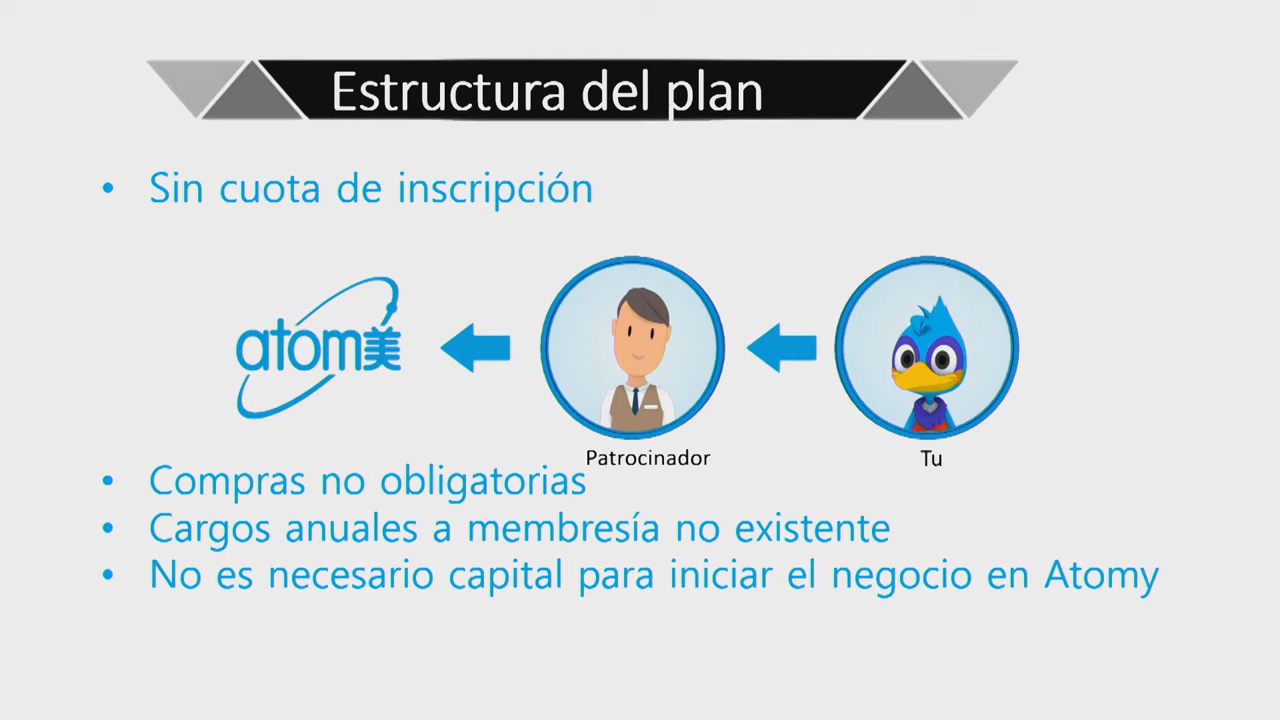 Estructura del plan
• Sin cuota de inscripción
atom美
Patrocinador
Tu
• Compras no obligatorias
• Cargos anuales a membresía no existente
• No es necesario capital para iniciar el negocio en Atomy